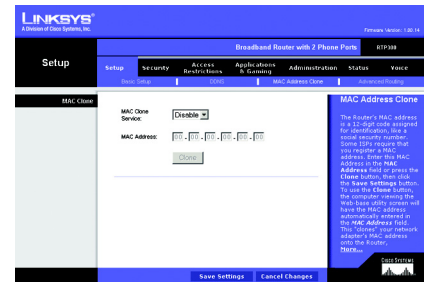 LINKSYS®
A Division of Cisco Systems, Inc.
Firmware Version: 1.00.14
Broadband Router with 2 Phone Ports
RTP300
Setup
Setup
Security
Access Restrictions
Applications & Gaming
Administration
Status
Voice
Basic Setup
DDNS
MAC Address Clone
Advanced Routing
MAC Clone
MAC Clone Service:
Disable
MAC Address:
00 . 00 . 00 . 00 . 00 . 00
Clone
MAC Address Clone
The Router's MAC address
is a 12-digit code assigned
for identification, like a
social security number.
Some ISPs require that
you register a MAC
address. Enter this MAC
Address in the MAC
Address field or press the
Clone button, then click
the Save Settings button.
To use the Clone button,
the computer viewing the
Web-base utility screen will
have the MAC address
automatically entered in
the MAC Address field.
This "clones" your network
adapter's MAC address
onto the Router,
More...
Save Settings
Cancel Changes
CISCO SYSTEMS